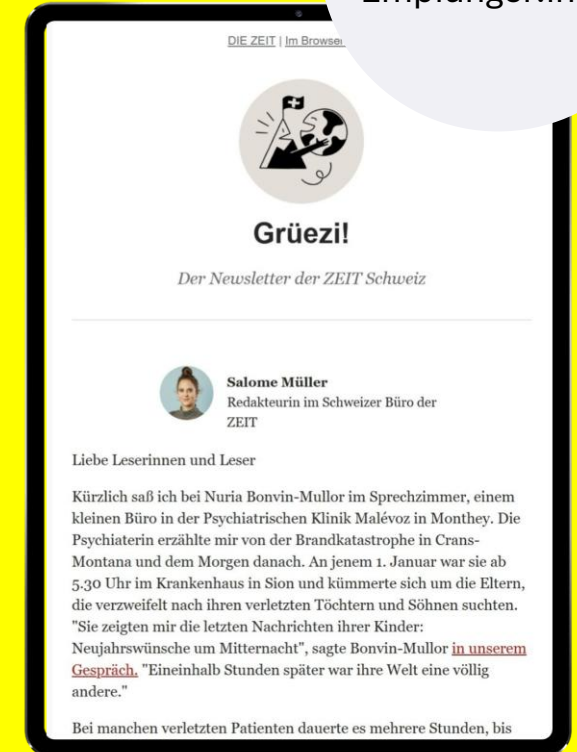 DIE ZEIT | Im Browser
Grüezi!
Der Newsletter der ZEIT Schweiz
Salome Müller
Redakteurin im Schweizer Büro der
ZEIT
Liebe Leserinnen und Leser
Kürzlich saß ich bei Nuria Bonvin-Mullor im Sprechzimmer, einem
kleinen Büro in der Psychiatrischen Klinik Malévoz in Monthey. Die
Psychiaterin erzählte mir von der Brandkatastrophe in Crans-
Montana und dem Morgen danach. An jenem 1. Januar war sie ab
5.30 Uhr im Krankenhaus in Sion und kümmerte sich um die Eltern,
die verzweifelt nach ihren verletzten Töchtern und Söhnen suchten.
"Sie zeigten mir die letzten Nachrichten ihrer Kinder:
Neujahrswünsche um Mitternacht", sagte Bonvin-Mullor in unserem
Gespräch. "Eineinhalb Stunden später war ihre Welt eine völlig
andere."
Bei manchen verletzten Patienten dauerte es mehrere Stunden, bis